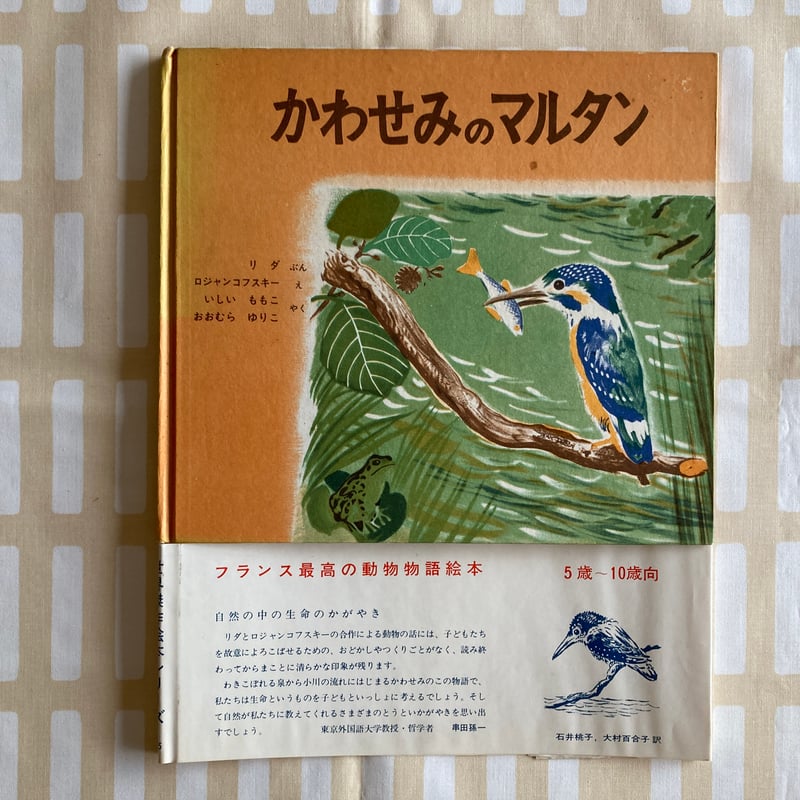 かわせみのマルタン
リダ ぶん
ロジャンコフスキー え
いしい ももこ
おおむら ゆりこ やく
フランス最高の動物物語絵本
5歳〜10歳向
自然の中の生命のかがやき
リダとロジャンコフスキーの合作による動物の話には、子どもたち
を故意によろこばせるための、おどかしやつくりごとがなく、読み終
わってからまことに清らかな印象が残ります。
わきこぼれる泉から小川の流れにはじまるかわせみのこの物語で、
私たちは生命というものを子どもといっしょに考えるでしょう。そし
て自然が私たちに教えてくれるさまざまのとうといかがやきを思い出
すでしょう。
東京外国語大学教授・哲学者 串田孫一
石井桃子、大村百合子訳